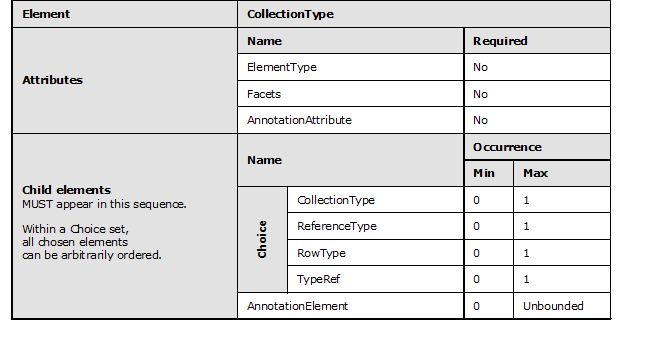 Element CollectionType
Attributes
Name Required
ElementType No
Facets No
AnnotationAttribute No
Child elements
MUST appear in this sequence.
Within a Choice set,
all chosen elements
can be arbitrarily ordered.
Name Occurrence
Min Max
Choice
CollectionType 0 1
ReferenceType 0 1
RowType 0 1
TypeRef 0 1
AnnotationElement 0 Unbounded